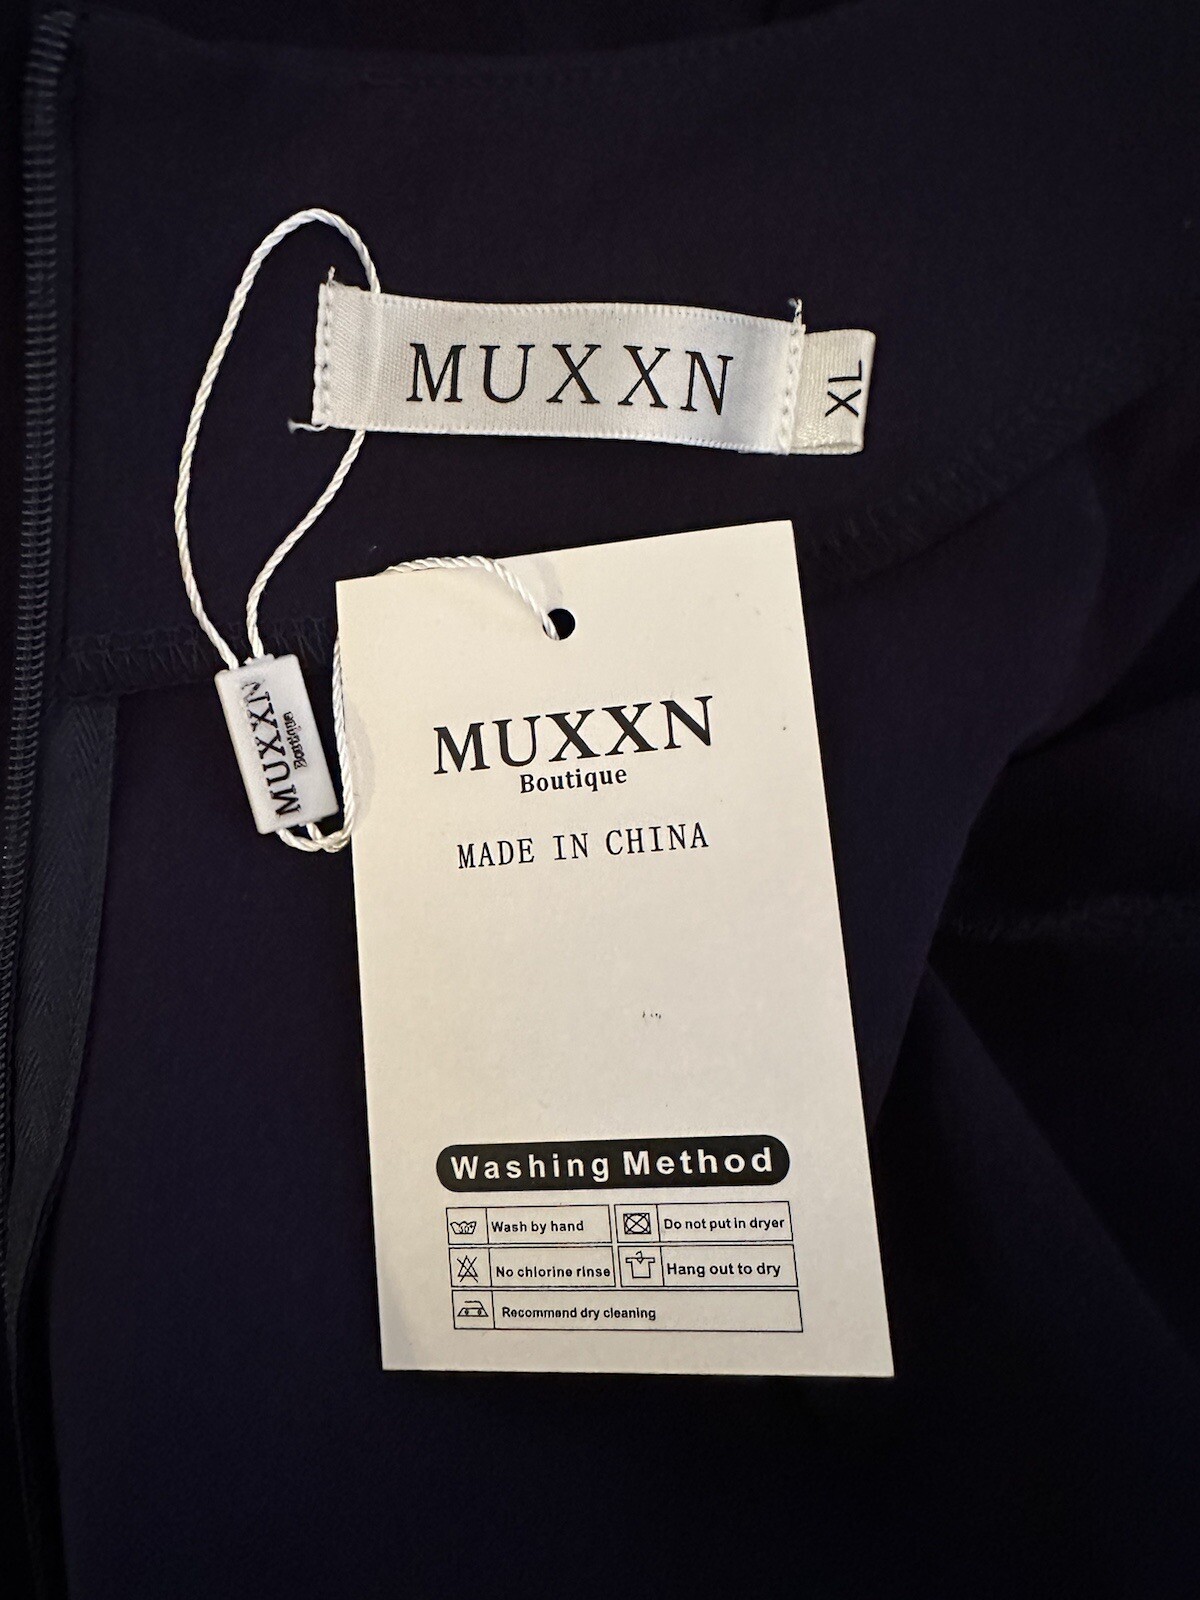 MUXXN
XL
MUXXN
Boutique
MUXXN
Boutique
MADE IN CHINA
Washing Method
Wash by hand
Do not put in dryer
No chlorine rinse
Hang out to dry
Recommend dry cleaning